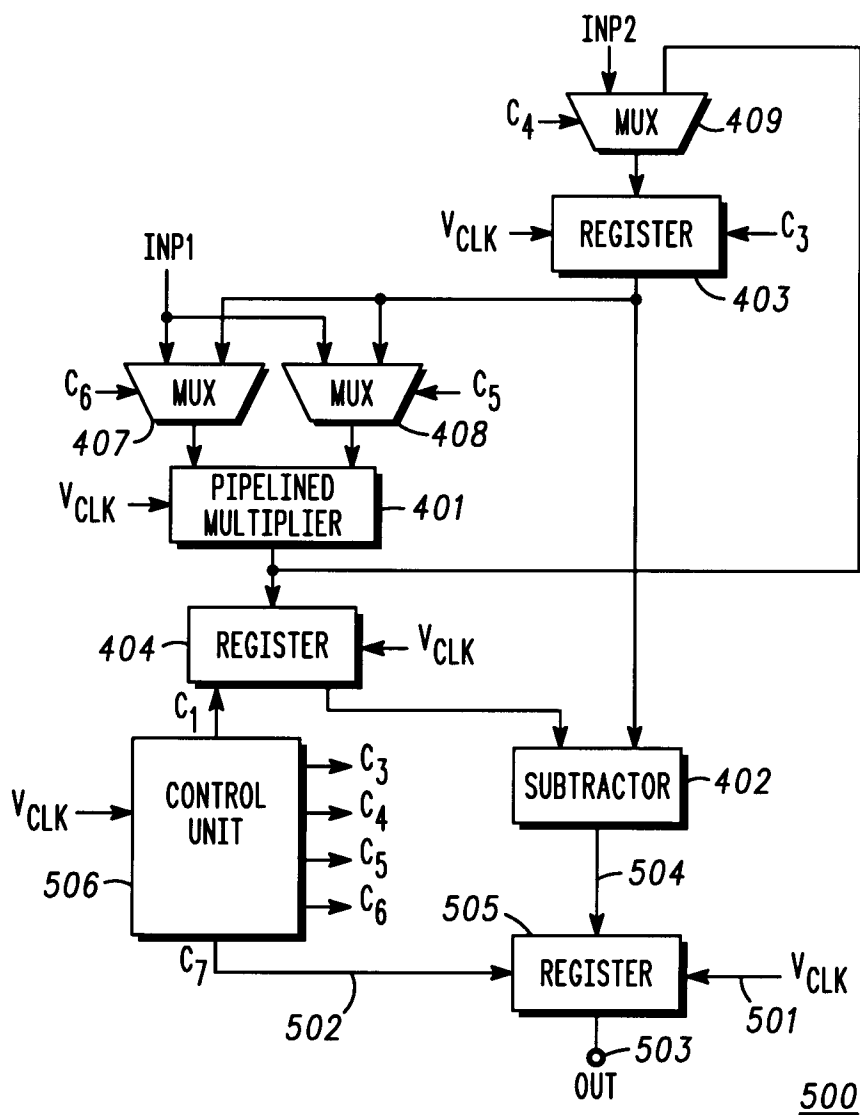 INP2
C4
MUX
409
VCLK
REGISTER
C3
403
INP1
C6
MUX
407
MUX
C5
408
VCLK
PIPELINED
MULTIPLIER
401
404
REGISTER
VCLK
C1
VCLK
CONTROL
UNIT
506
C3
C4
C5
C6
C7
SUBTRACTOR
402
504
505
REGISTER
VCLK
502
501
503
OUT
500